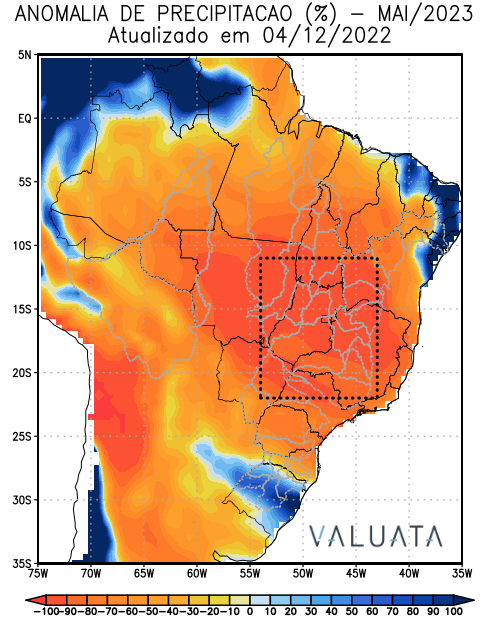 ANOMALIA DE PRECIPITACAO (%) – MAI/2023
Atualizado em 04/12/2022
5N
EQ
5S
10S
15S
20S
25S
30S
35S
VALUATA
75W 70W 65W 60W 55W 50W 45W 40W 35W
-100-90-80-70-60-50-40-30-20-10 0 10 20 30 40 50 60 70 80 90 100